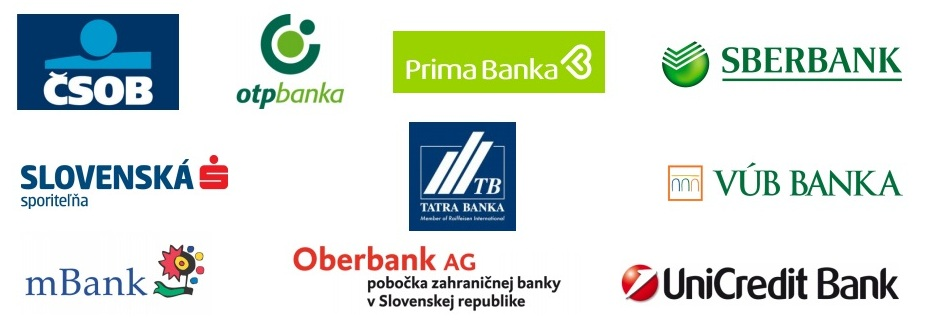 ČSOB
otpbanka
Prima Banka
SBERBANK
SLOVENSKÁ
sporiteľňa
TB
TATRA BANKA
Member of Raiffeisen International
VÚB BANKA
mBank
Oberbank AG
pobočka zahraničnej banky
v Slovenskej republike
UniCredit Bank